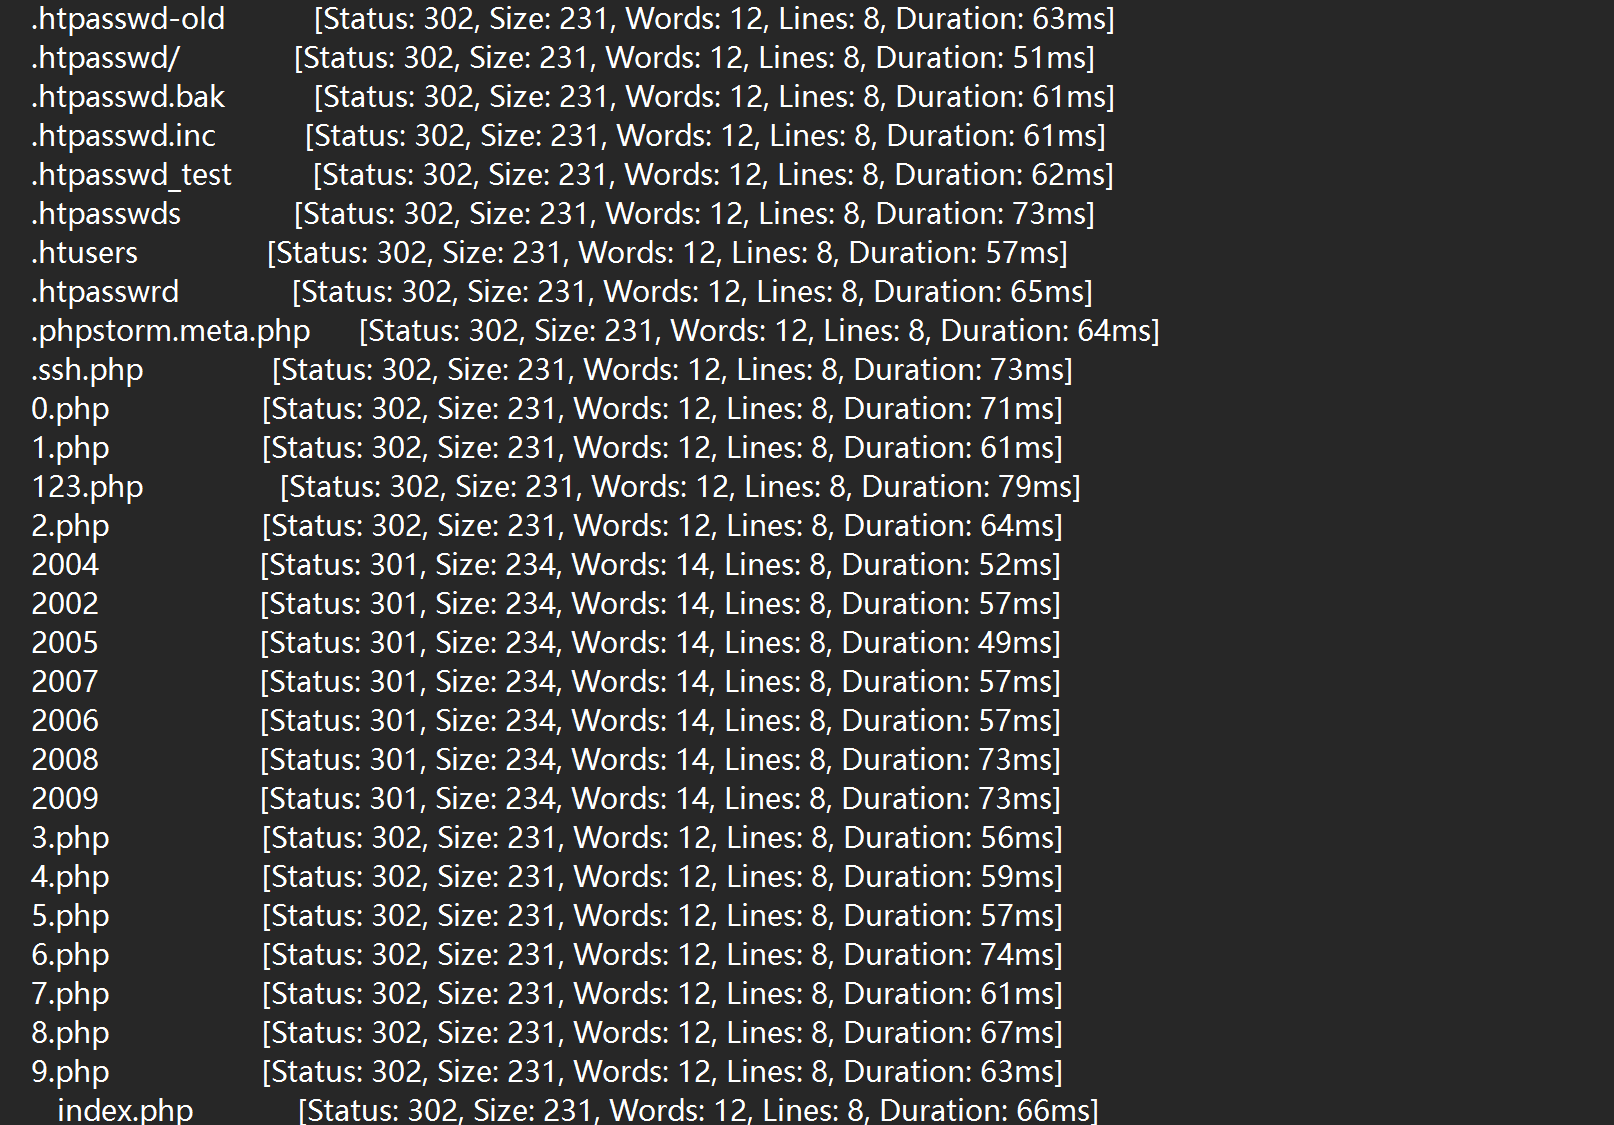 .htpasswd-old [Status: 302, Size: 231, Words: 12, Lines: 8, Duration: 63ms]
.htpasswd/ [Status: 302, Size: 231, Words: 12, Lines: 8, Duration: 51ms]
.htpasswd.bak [Status: 302, Size: 231, Words: 12, Lines: 8, Duration: 61ms]
.htpasswd.inc [Status: 302, Size: 231, Words: 12, Lines: 8, Duration: 61ms]
.htpasswd_test [Status: 302, Size: 231, Words: 12, Lines: 8, Duration: 62ms]
.htpasswds [Status: 302, Size: 231, Words: 12, Lines: 8, Duration: 73ms]
.htusers [Status: 302, Size: 231, Words: 12, Lines: 8, Duration: 57ms]
.htpasswrd [Status: 302, Size: 231, Words: 12, Lines: 8, Duration: 65ms]
.phpstorm.meta.php [Status: 302, Size: 231, Words: 12, Lines: 8, Duration: 64ms]
.ssh.php [Status: 302, Size: 231, Words: 12, Lines: 8, Duration: 73ms]
0.php [Status: 302, Size: 231, Words: 12, Lines: 8, Duration: 71ms]
1.php [Status: 302, Size: 231, Words: 12, Lines: 8, Duration: 61ms]
123.php [Status: 302, Size: 231, Words: 12, Lines: 8, Duration: 79ms]
2.php [Status: 302, Size: 231, Words: 12, Lines: 8, Duration: 64ms]
2004 [Status: 301, Size: 234, Words: 14, Lines: 8, Duration: 52ms]
2002 [Status: 301, Size: 234, Words: 14, Lines: 8, Duration: 57ms]
2005 [Status: 301, Size: 234, Words: 14, Lines: 8, Duration: 49ms]
2007 [Status: 301, Size: 234, Words: 14, Lines: 8, Duration: 57ms]
2006 [Status: 301, Size: 234, Words: 14, Lines: 8, Duration: 57ms]
2008 [Status: 301, Size: 234, Words: 14, Lines: 8, Duration: 73ms]
2009 [Status: 301, Size: 234, Words: 14, Lines: 8, Duration: 73ms]
3.php [Status: 302, Size: 231, Words: 12, Lines: 8, Duration: 56ms]
4.php [Status: 302, Size: 231, Words: 12, Lines: 8, Duration: 59ms]
5.php [Status: 302, Size: 231, Words: 12, Lines: 8, Duration: 57ms]
6.php [Status: 302, Size: 231, Words: 12, Lines: 8, Duration: 74ms]
7.php [Status: 302, Size: 231, Words: 12, Lines: 8, Duration: 61ms]
8.php [Status: 302, Size: 231, Words: 12, Lines: 8, Duration: 67ms]
9.php [Status: 302, Size: 231, Words: 12, Lines: 8, Duration: 63ms]
index.php [Status: 302, Size: 231, Words: 12, Lines: 8, Duration: 66ms]